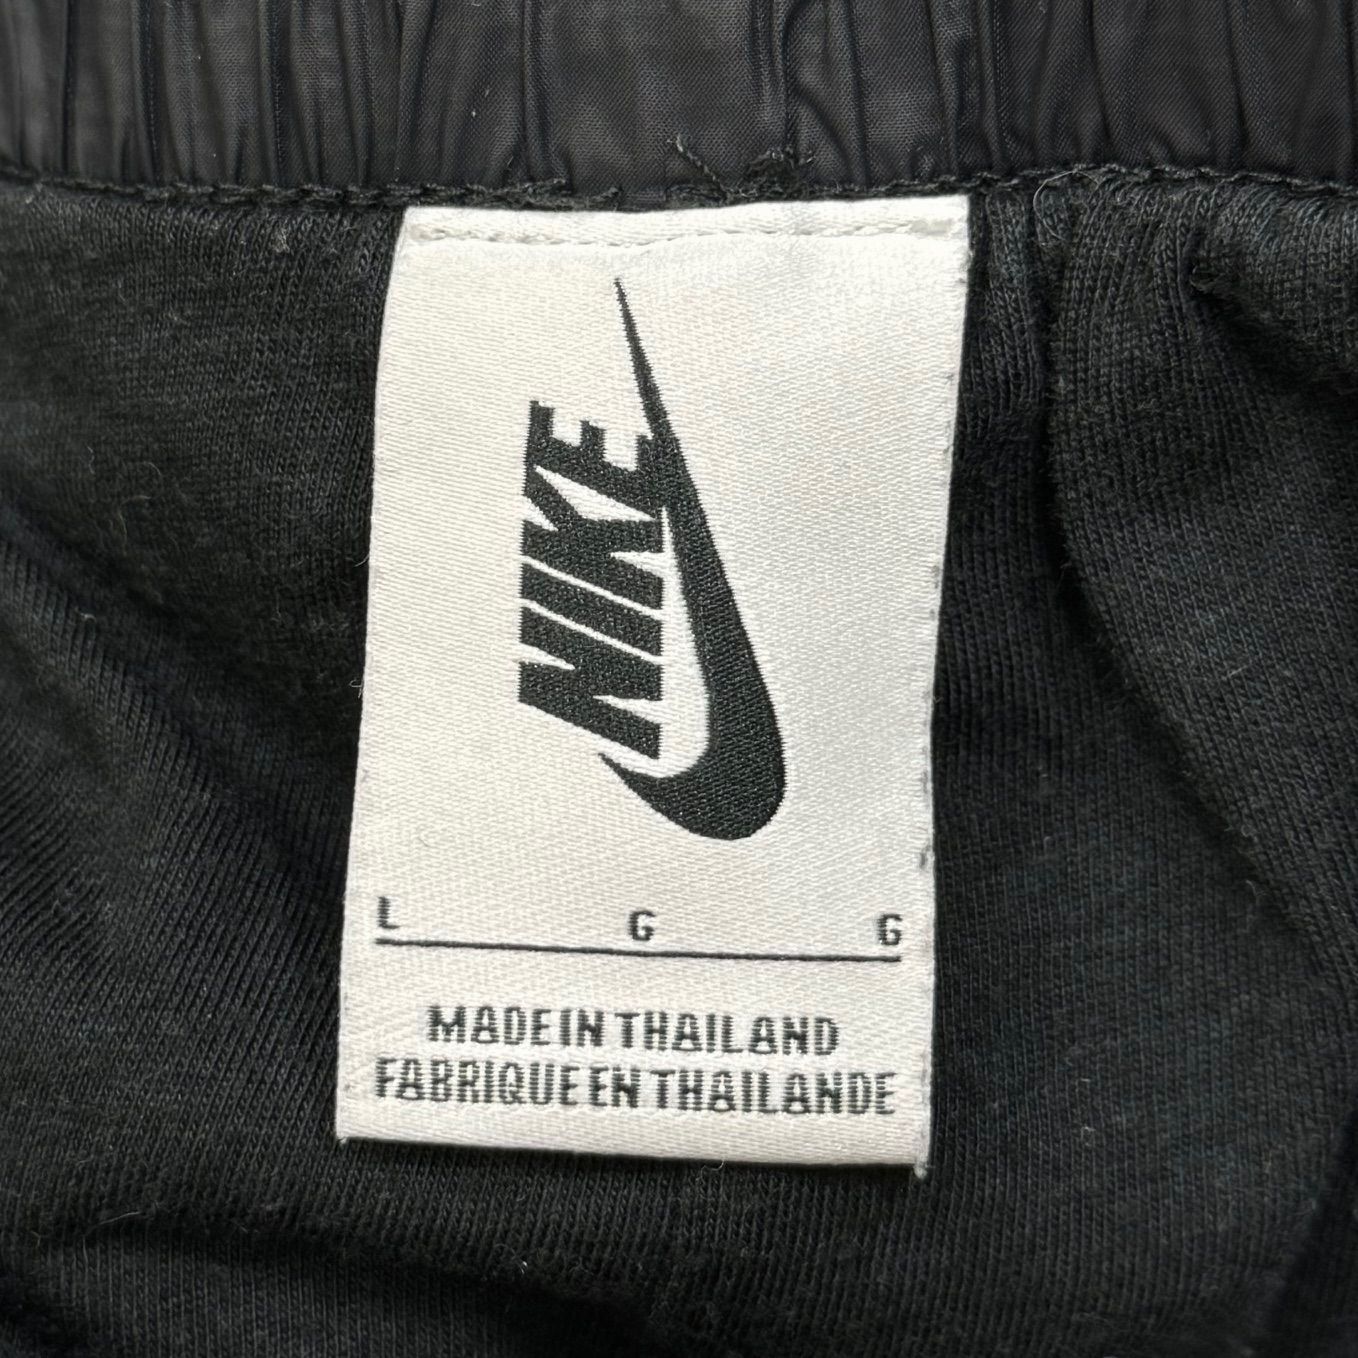 NIKE
L G G
MADE IN THAILAND
FABRIQUE EN THAILANDE